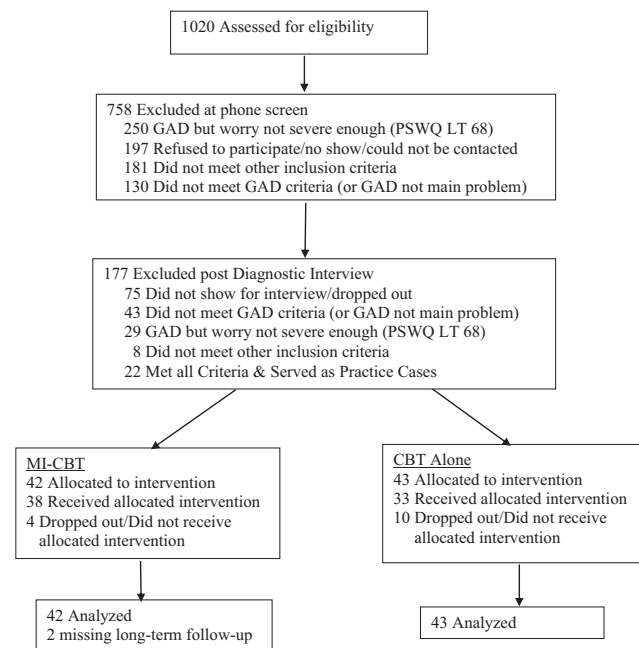 1020 Assessed for eligibility
758 Excluded at phone screen
250 GAD but worry not severe enough (PSWQ LT 68)
197 Refused to participate/no show/could not be contacted
181 Did not meet other inclusion criteria
130 Did not meet GAD criteria (or GAD not main problem)
177 Excluded post Diagnostic Interview
75 Did not show for interview/dropped out
43 Did not meet GAD criteria (or GAD not main problem)
29 GAD but worry not severe enough (PSWQ LT 68)
8 Did not meet other inclusion criteria
22 Met all Criteria & Served as Practice Cases
MI-CBT
42 Allocated to intervention
38 Received allocated intervention
4 Dropped out/Did not receive
allocated intervention
CBT Alone
43 Allocated to intervention
33 Received allocated intervention
10 Dropped out/Did not receive
allocated intervention
42 Analyzed
2 missing long-term follow-up
43 Analyzed